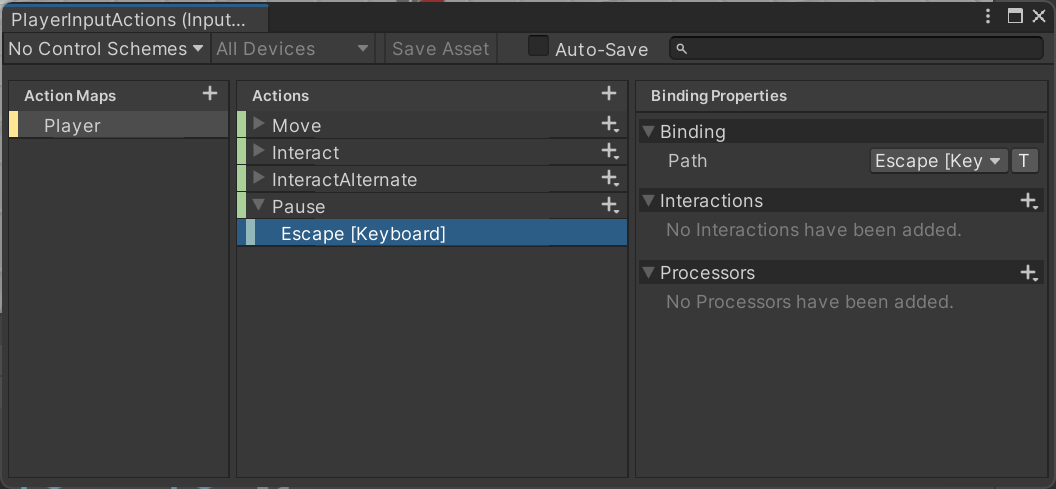 PlayerInputActions (Input...
No Control Schemes All Devices Save Asset Auto-Save
Action Maps
Player
Actions
Move
Interact
InteractAlternate
Pause
Escape [Keyboard]
Binding Properties
Binding
Path Escape [Key T
Interactions
No Interactions have been added.
Processors
No Processors have been added.